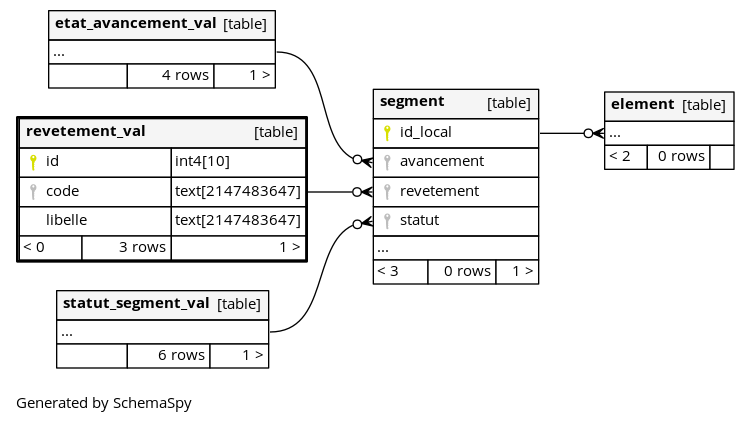 etat_avancement_val [table]
...
4 rows 1 >
revetement_val [table]
id int4[10]
code text[2147483647]
libelle text[2147483647]
< 0 3 rows 1 >
statut_segment_val [table]
...
6 rows 1 >
segment [table]
id_local
avancement
revetement
statut
...
< 3 0 rows 1 >
element [table]
...
< 2 0 rows
Generated by SchemaSpy